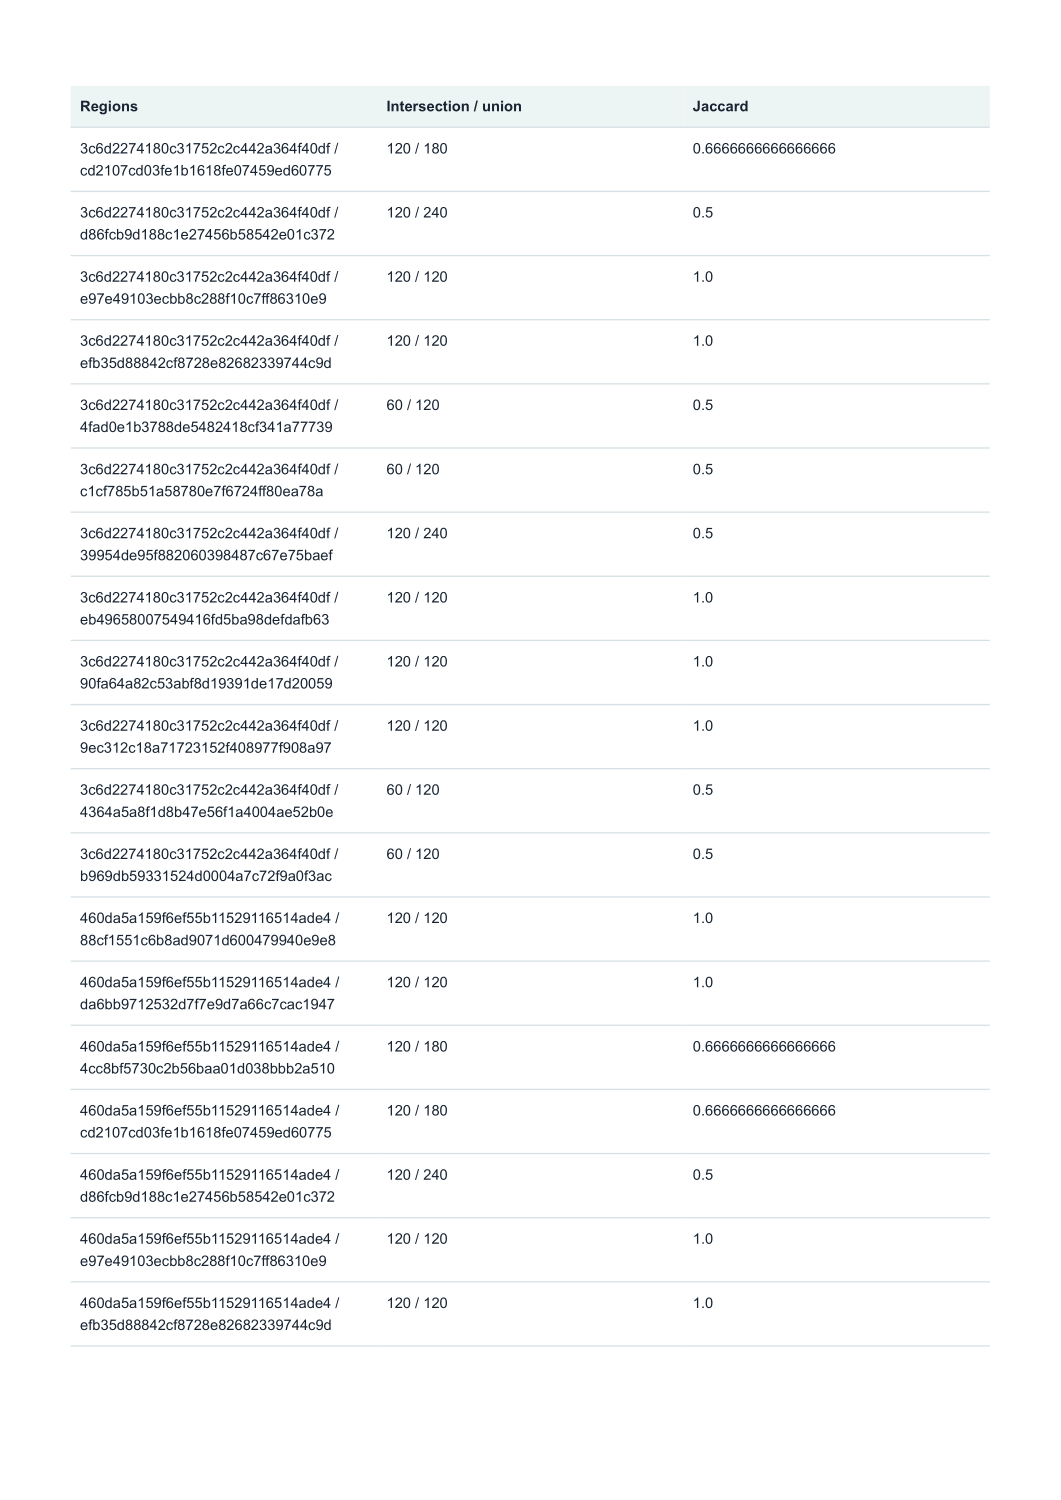 Regions Intersection / union Jaccard
3c6d2274180c31752c2c442a364f40df / 120 / 180 0.6666666666666666
cd2107cd03fe1b1618fe07459ed60775
3c6d2274180c31752c2c442a364f40df / 120 / 240 0.5
d86fcb9d188c1e27456b58542e01c372
3c6d2274180c31752c2c442a364f40df / 120 / 120 1.0
e97e49103ecbb8c288f10c7ff86310e9
3c6d2274180c31752c2c442a364f40df / 120 / 120 1.0
efb35d88842cf8728e82682339744c9d
3c6d2274180c31752c2c442a364f40df / 60 / 120 0.5
4fad0e1b3788de5482418cf341a77739
3c6d2274180c31752c2c442a364f40df / 60 / 120 0.5
c1cf785b51a58780e7f6724ff80ea78a
3c6d2274180c31752c2c442a364f40df / 120 / 240 0.5
39954de95f882060398487c67e75baef
3c6d2274180c31752c2c442a364f40df / 120 / 120 1.0
eb49658007549416fd5ba98defdafb63
3c6d2274180c31752c2c442a364f40df / 120 / 120 1.0
90fa64a82c53abf8d19391de17d20059
3c6d2274180c31752c2c442a364f40df / 120 / 120 1.0
9ec312c18a71723152f408977f908a97
3c6d2274180c31752c2c442a364f40df / 60 / 120 0.5
4364a5a8f1d8b47e56f1a4004ae52b0e
3c6d2274180c31752c2c442a364f40df / 60 / 120 0.5
b969db59331524d0004a7c72f9a0f3ac
460da5a159f6ef55b11529116514ade4 / 120 / 120 1.0
88cf1551c6b8ad9071d600479940e9e8
460da5a159f6ef55b11529116514ade4 / 120 / 120 1.0
da6bb9712532d7f7e9d7a66c7cac1947
460da5a159f6ef55b11529116514ade4 / 120 / 180 0.6666666666666666
4cc8bf5730c2b56baa01d038bbb2a510
460da5a159f6ef55b11529116514ade4 / 120 / 180 0.6666666666666666
cd2107cd03fe1b1618fe07459ed60775
460da5a159f6ef55b11529116514ade4 / 120 / 240 0.5
d86fcb9d188c1e27456b58542e01c372
460da5a159f6ef55b11529116514ade4 / 120 / 120 1.0
e97e49103ecbb8c288f10c7ff86310e9
460da5a159f6ef55b11529116514ade4 / 120 / 120 1.0
efb35d88842cf8728e82682339744c9d